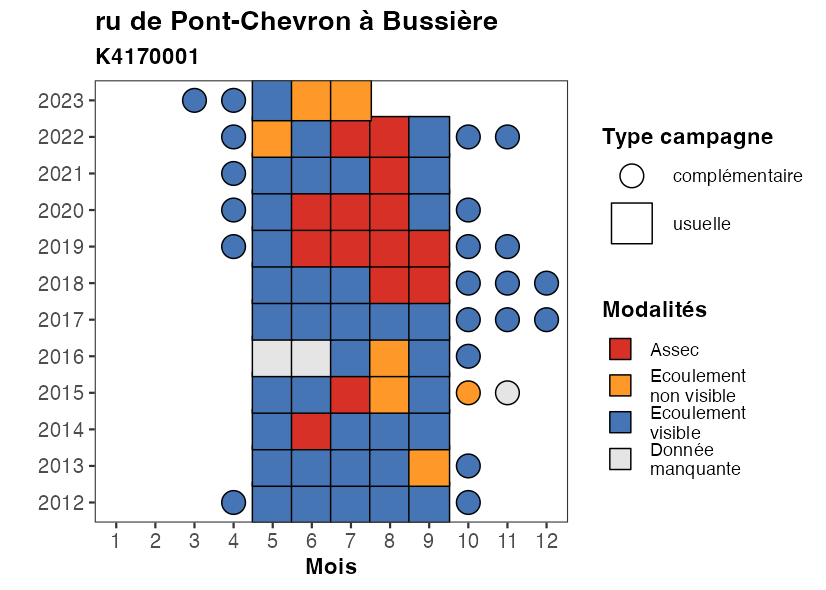 ru de Pont-Chevron à Bussière
K4170001
2023
2022
2021
2020
2019
2018
2017
2016
2015
2014
2013
2012
1 2 3 4 5 6 7 8 9 10 11 12
Mois
Type campagne
complémentaire
usuelle
Modalités
Assec
Ecoulement
non visible
Ecoulement
visible
Donnée
manquante